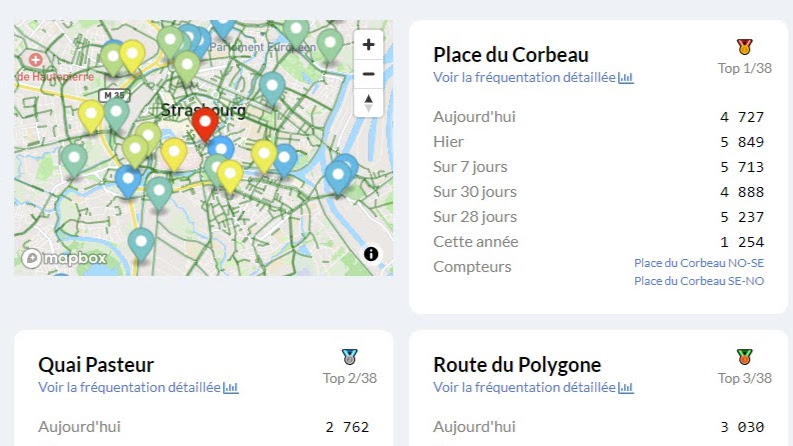 Parlement Européen
de Hautepierre
M 35
Strasbourg
mapbox
Place du Corbeau
Top 1/38
Voir la fréquentation détaillée
Aujourd'hui 4 727
Hier 5 849
Sur 7 jours 5 713
Sur 30 jours 4 888
Sur 28 jours 5 237
Cette année 1 254
Compteurs Place du Corbeau NO-SE
Place du Corbeau SE-NO
Quai Pasteur
Top 2/38
Voir la fréquentation détaillée
Aujourd'hui 2 762
Route du Polygone
Top 3/38
Voir la fréquentation détaillée
Aujourd'hui 3 030